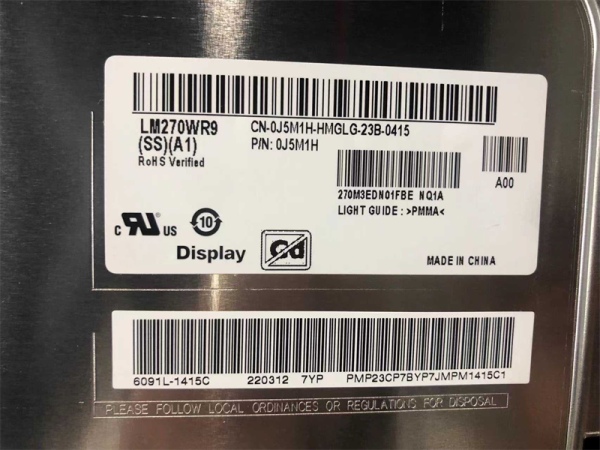 LM270WR9
(SS)(A1)
RoHS Verified
CN-0J5M1H-HMGLG-23B-0415
P/N: 0J5M1H
270M3EDN01FBE NQ1A
LIGHT GUIDE : >PMMA<
A00
c RU US
10
Display
Cd
MADE IN CHINA
6091L-1415C 220312 7YP PMP23CP7BYP7JMPM1415C1
PLEASE FOLLOW LOCAL ORDINANCES OR REGULATIONS FOR DISPOSAL